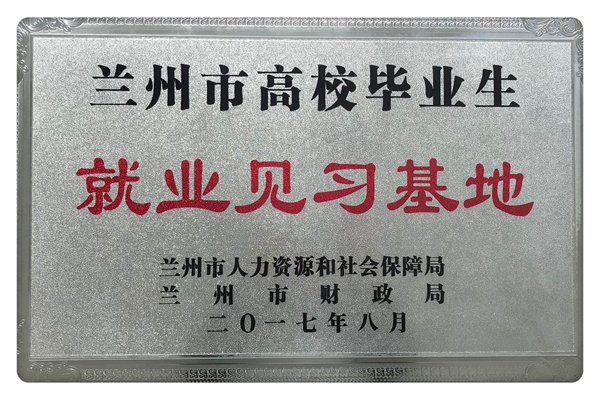 兰州市高校毕业生
就业见习基地
兰州市人力资源和社会保障局
兰州市财政局
二〇一七年八月